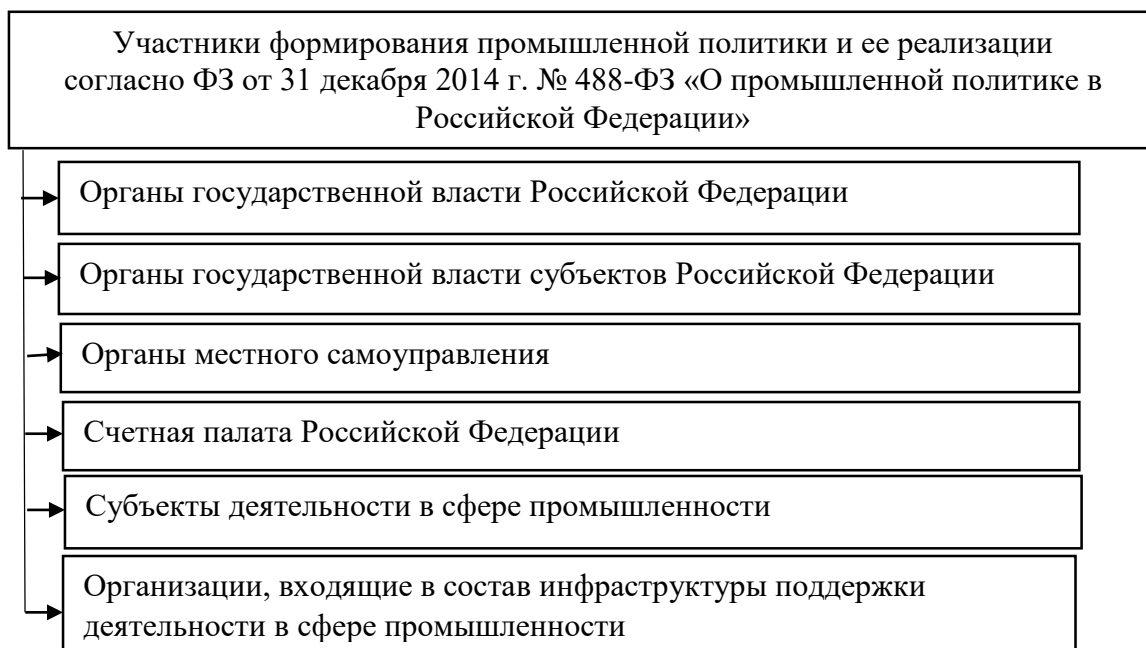 Участники формирования промышленной политики и ее реализации
согласно ФЗ от 31 декабря 2014 г. № 488-ФЗ «О промышленной политике в
Российской Федерации»
Органы государственной власти Российской Федерации
Органы государственной власти субъектов Российской Федерации
Органы местного самоуправления
Счетная палата Российской Федерации
Субъекты деятельности в сфере промышленности
Организации, входящие в состав инфраструктуры поддержки
деятельности в сфере промышленности